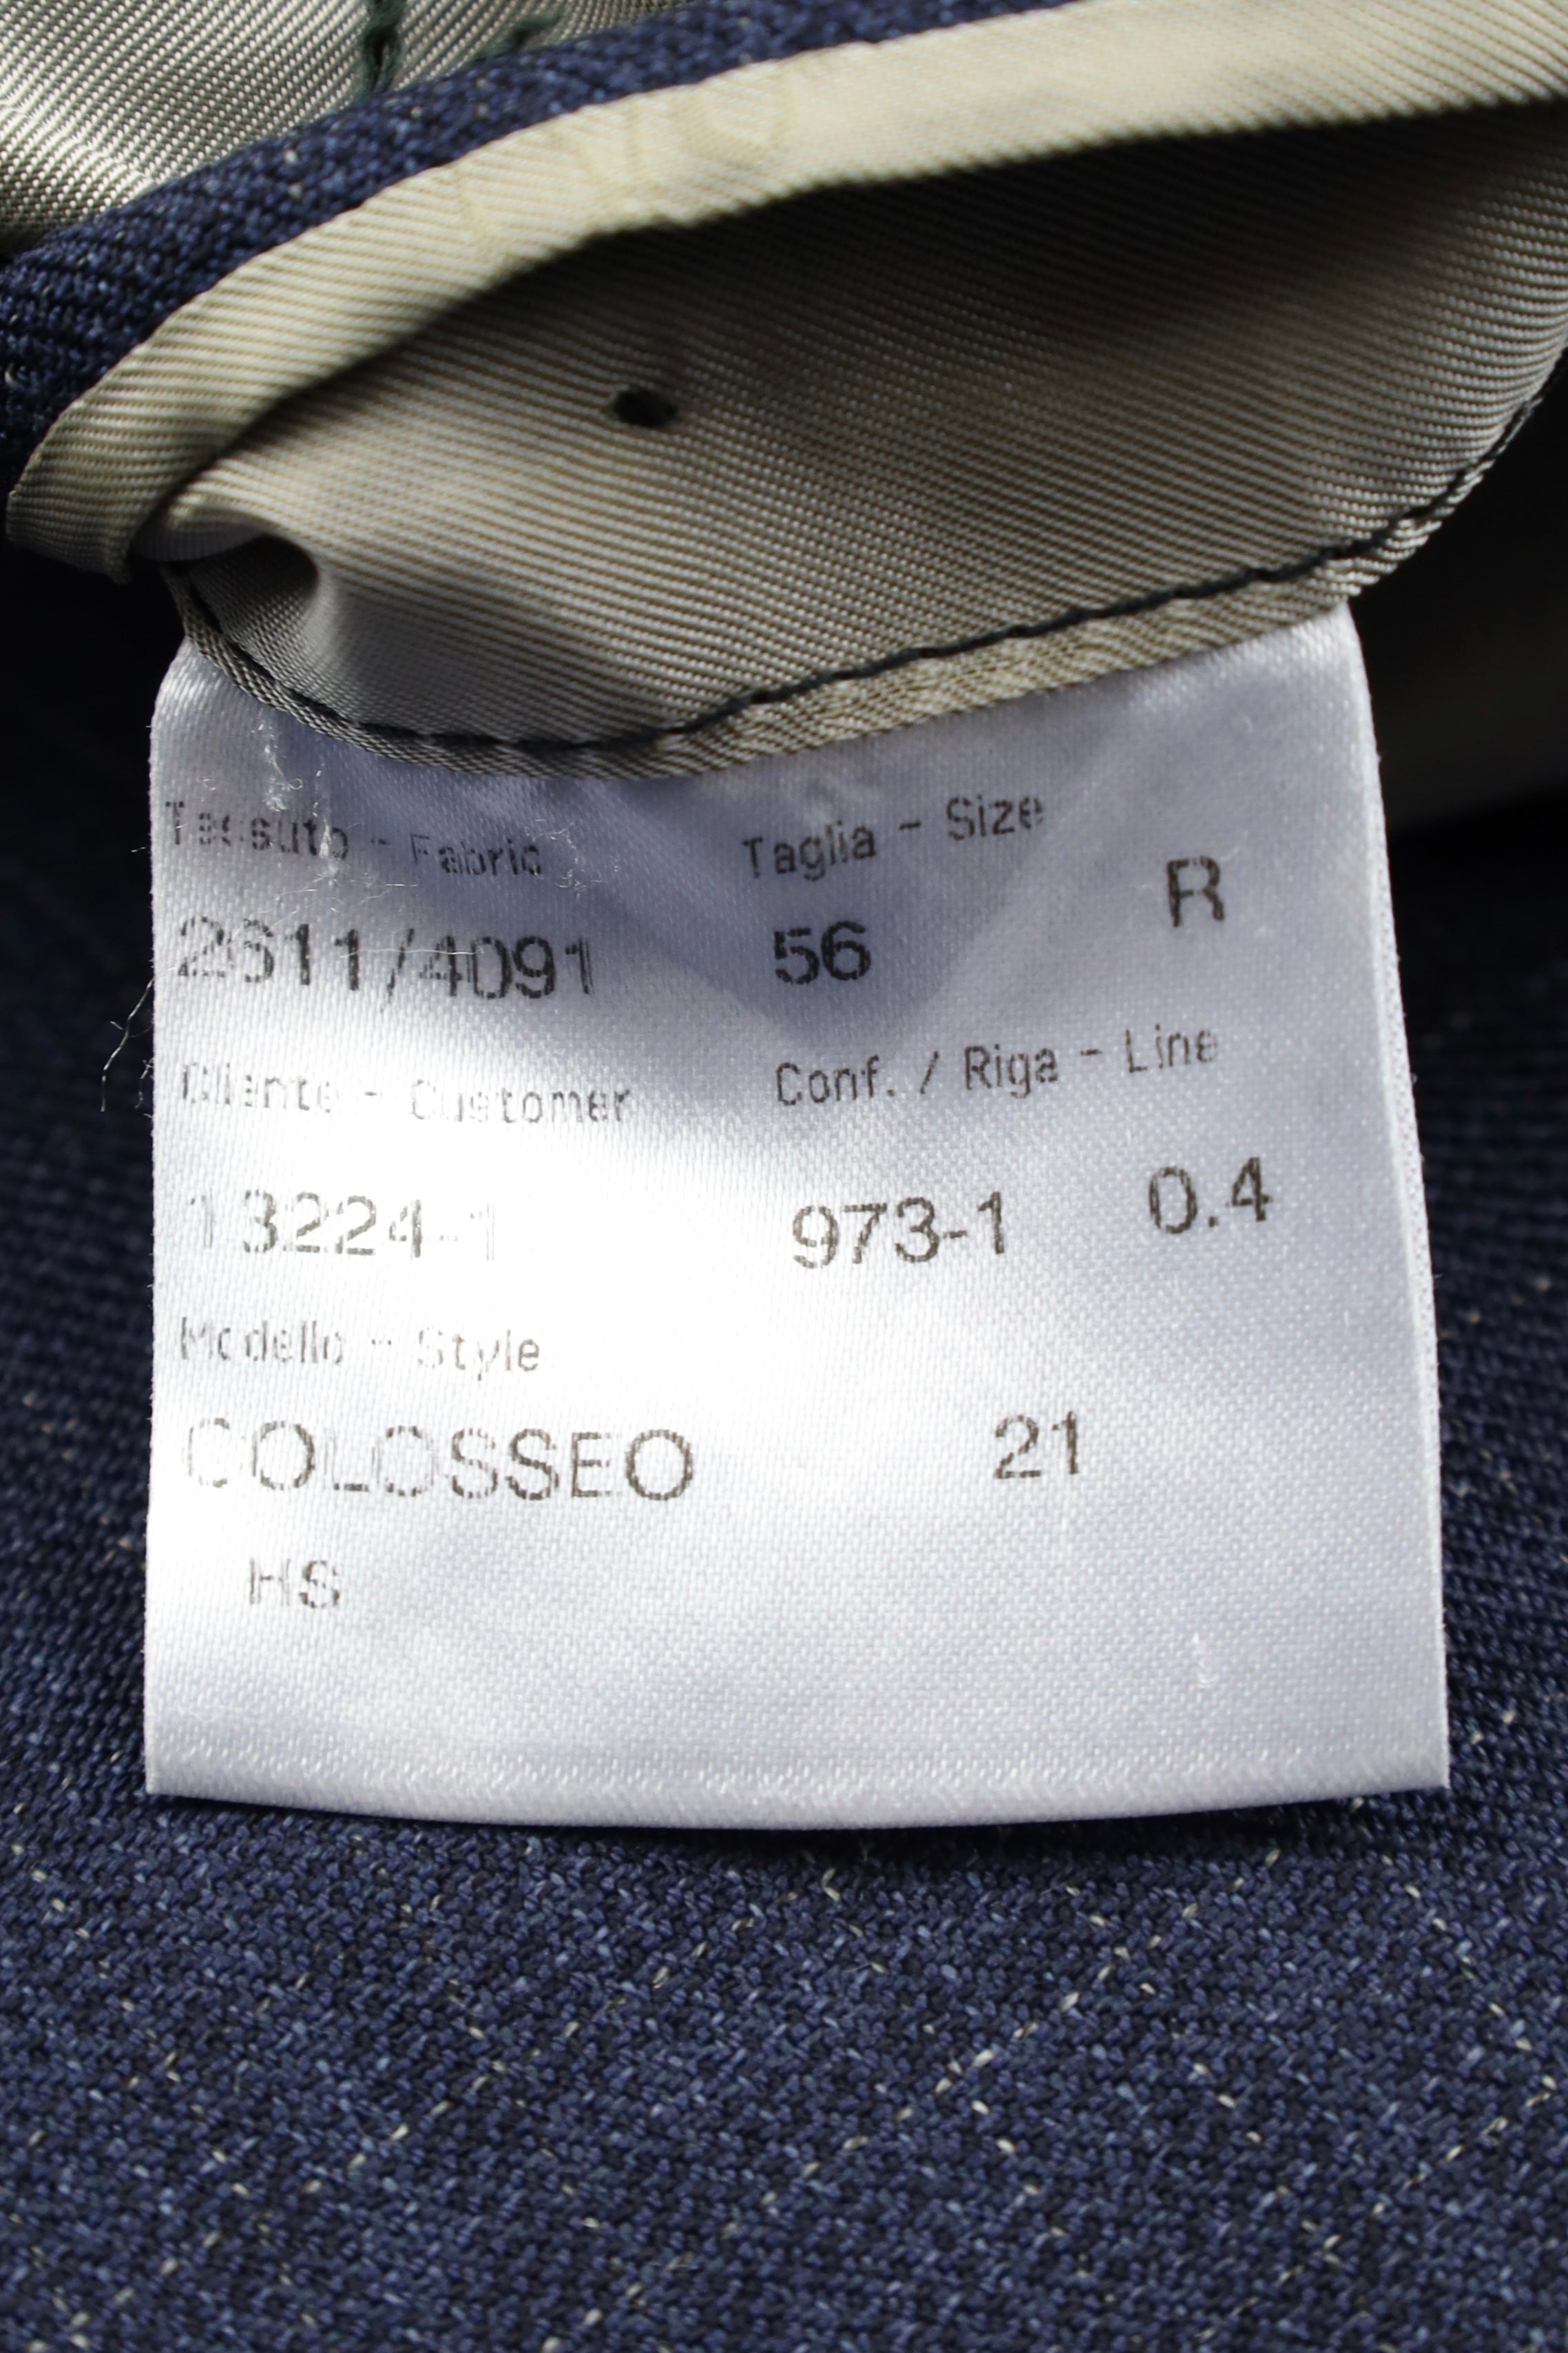 Tessuto - Fabric
Taglia - Size
2611/4091
56
R
Cliente - Customer
Conf. / Riga - Line
13224-1
973-1
0.4
Modello - Style
COLOSSEO
21
HS